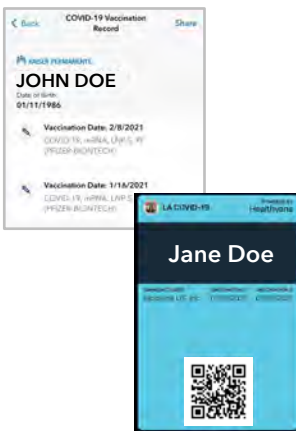 Back
COVID-19 Vaccination
Record
Share
KAISER PERMANENTE
JOHN DOE
Date of Birth
01/11/1986
Vaccination Date: 2/8/2021
COVID-19, mRNA, LNP-S, PF
(PFIZER-BIONTECH)
Vaccination Date: 1/16/2021
COVID-19, mRNA, LNP-S
(PFIZER-BIONTECH)
LA COVID-19
Healthvana
Jane Doe